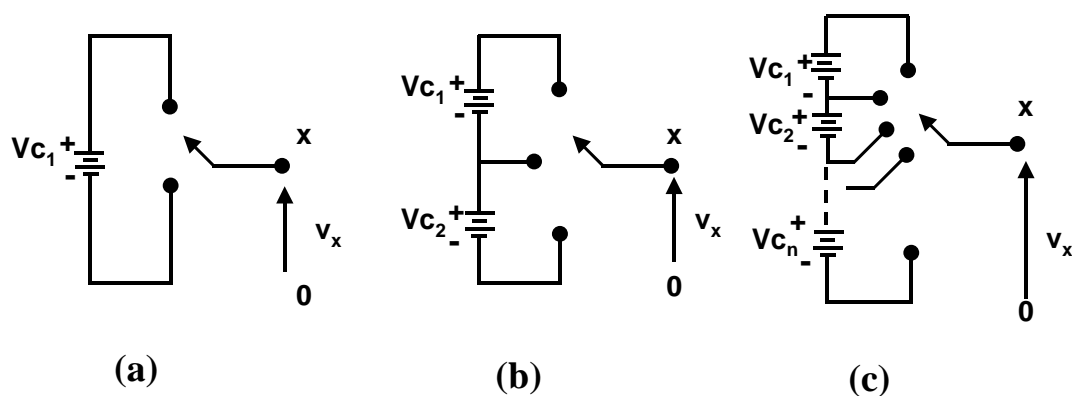 Vc1
+
-
x
vx
0
(a)
Vc1
+
-
Vc2
+
-
x
vx
0
(b)
Vc1
+
-
Vc2
+
-
Vcn
+
-
x
vx
0
(c)